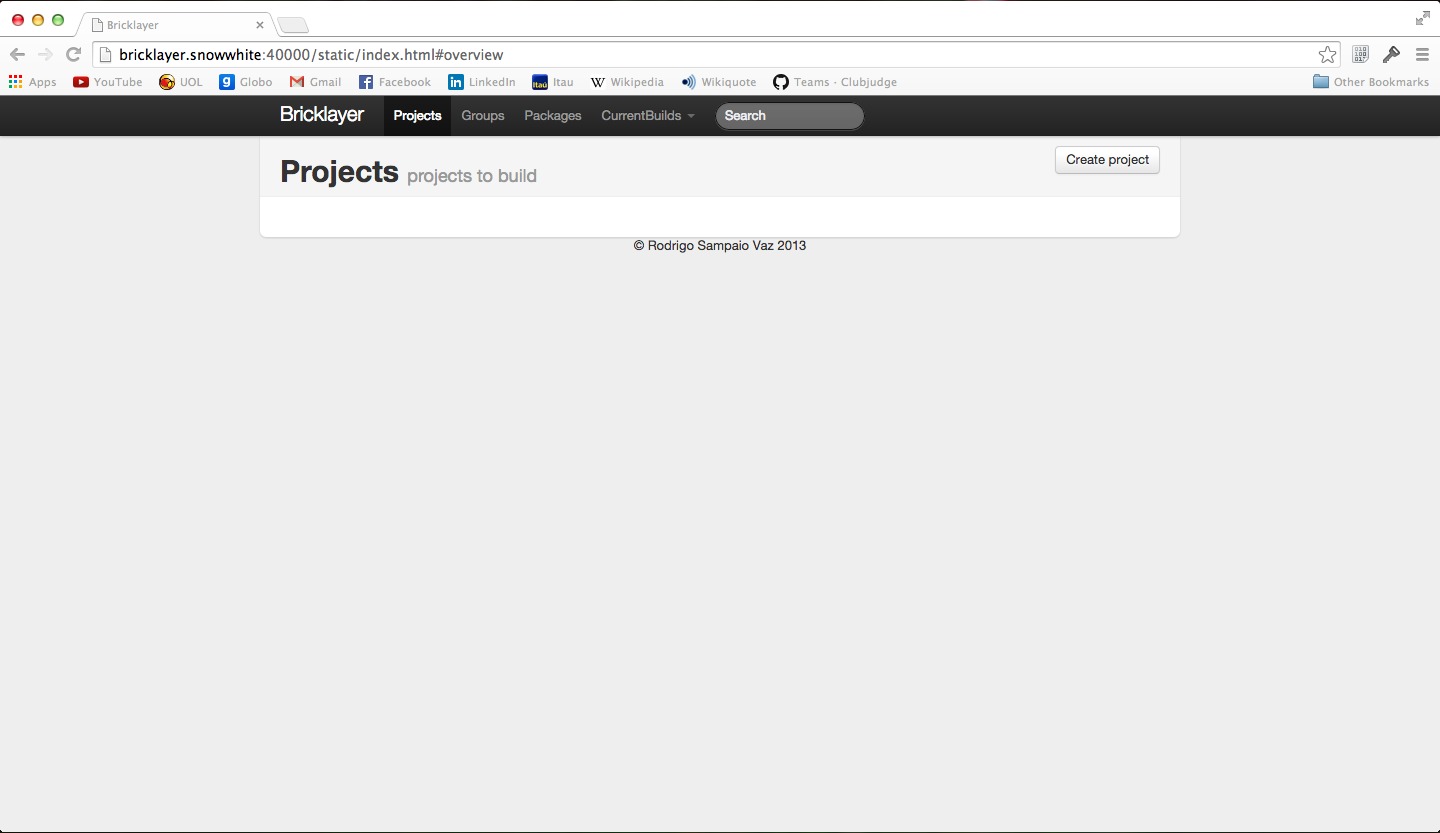 Bricklayer
bricklayer.snowwhite:40000/static/index.html#overview
Apps YouTube UOL Globo Gmail Facebook LinkedIn Itau Wikipedia Wikiquote Teams - Clubjudge Other Bookmarks
Bricklayer Projects Groups Packages CurrentBuilds Search
Projects projects to build Create project
© Rodrigo Sampaio Vaz 2013